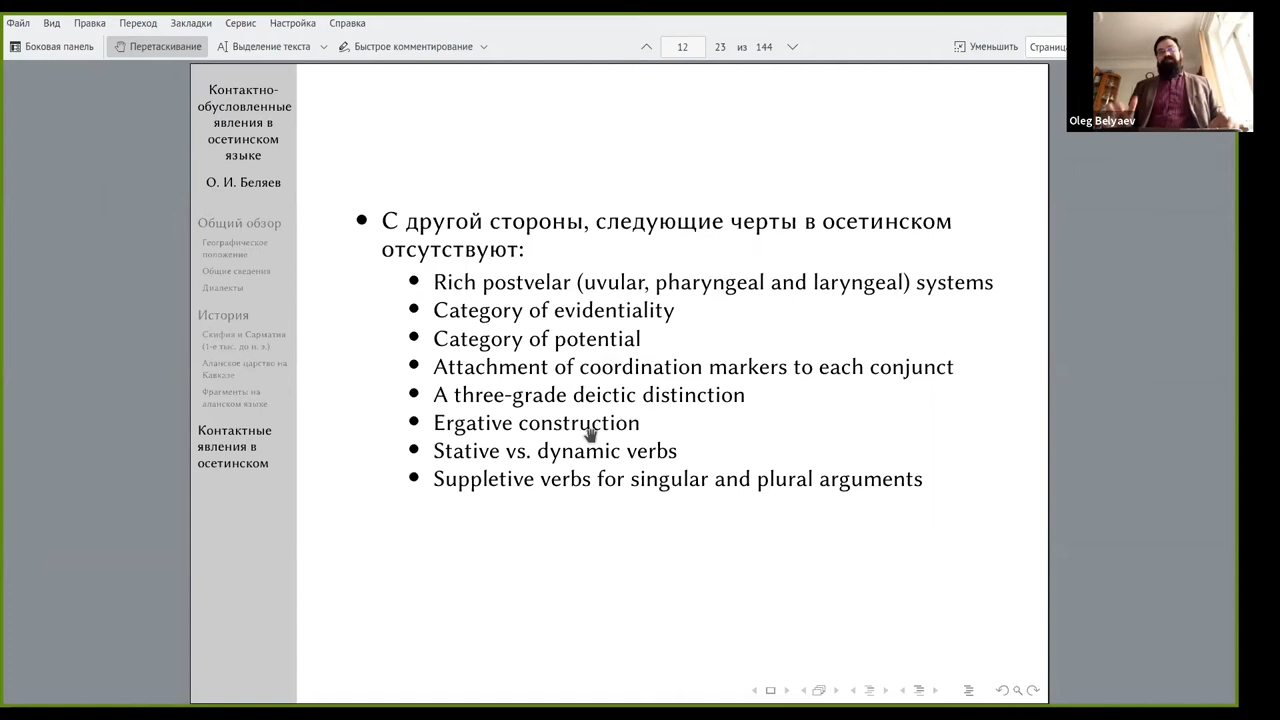 Файл Вид Правка Переход Закладки Сервис Настройка Справка
Боковая панель Перетаскивание Выделение текста Быстрое комментирование 12 23 из 144 Уменьшить Страница
Oleg Belyaev
Контактно-
обусловленные
явления в
осетинском
языке
О. И. Беляев
Общий обзор
Географическое
положение
Общие сведения
Диалекты
История
Скифия и Сарматия
(1-е тыс. до н. э.)
Аланское царство на
Кавказе
Фрагменты на
аланском языке
Контактные
явления в
осетинском
• С другой стороны, следующие черты в осетинском
отсутствуют:
• Rich postvelar (uvular, pharyngeal and laryngeal) systems
• Category of evidentiality
• Category of potential
• Attachment of coordination markers to each conjunct
• A three-grade deictic distinction
• Ergative construction
• Stative vs. dynamic verbs
• Suppletive verbs for singular and plural arguments